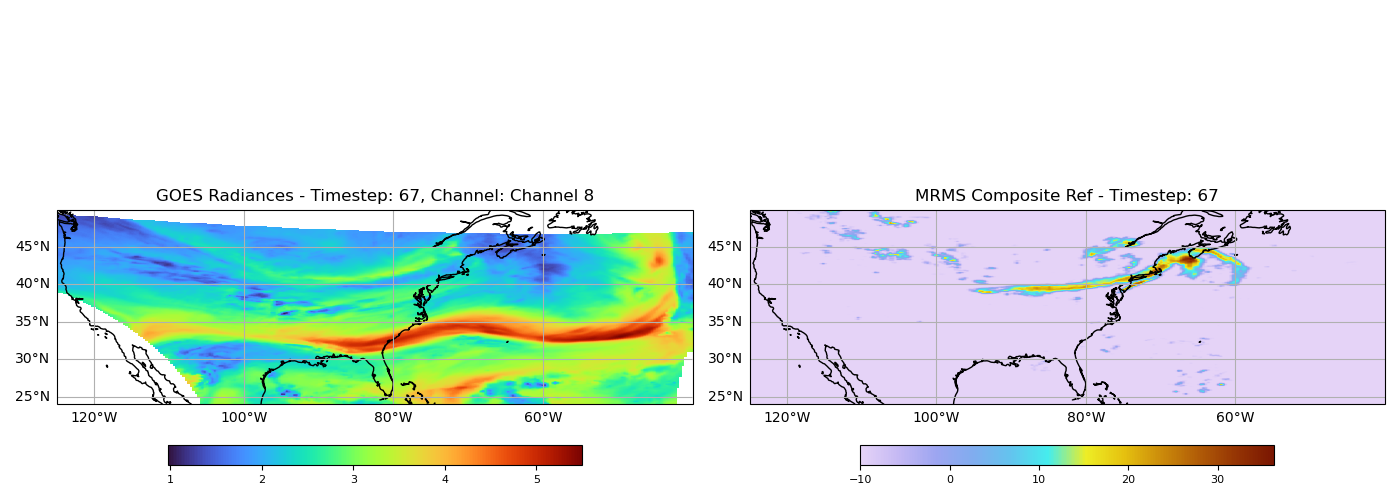 GOES Radiances - Timestep: 67, Channel: Channel 8
45°N
40°N
35°N
30°N
25°N
120°W 100°W 80°W 60°W
1 2 3 4 5
MRMS Composite Ref - Timestep: 67
45°N
40°N
35°N
30°N
25°N
120°W 100°W 80°W 60°W
−10 0 10 20 30